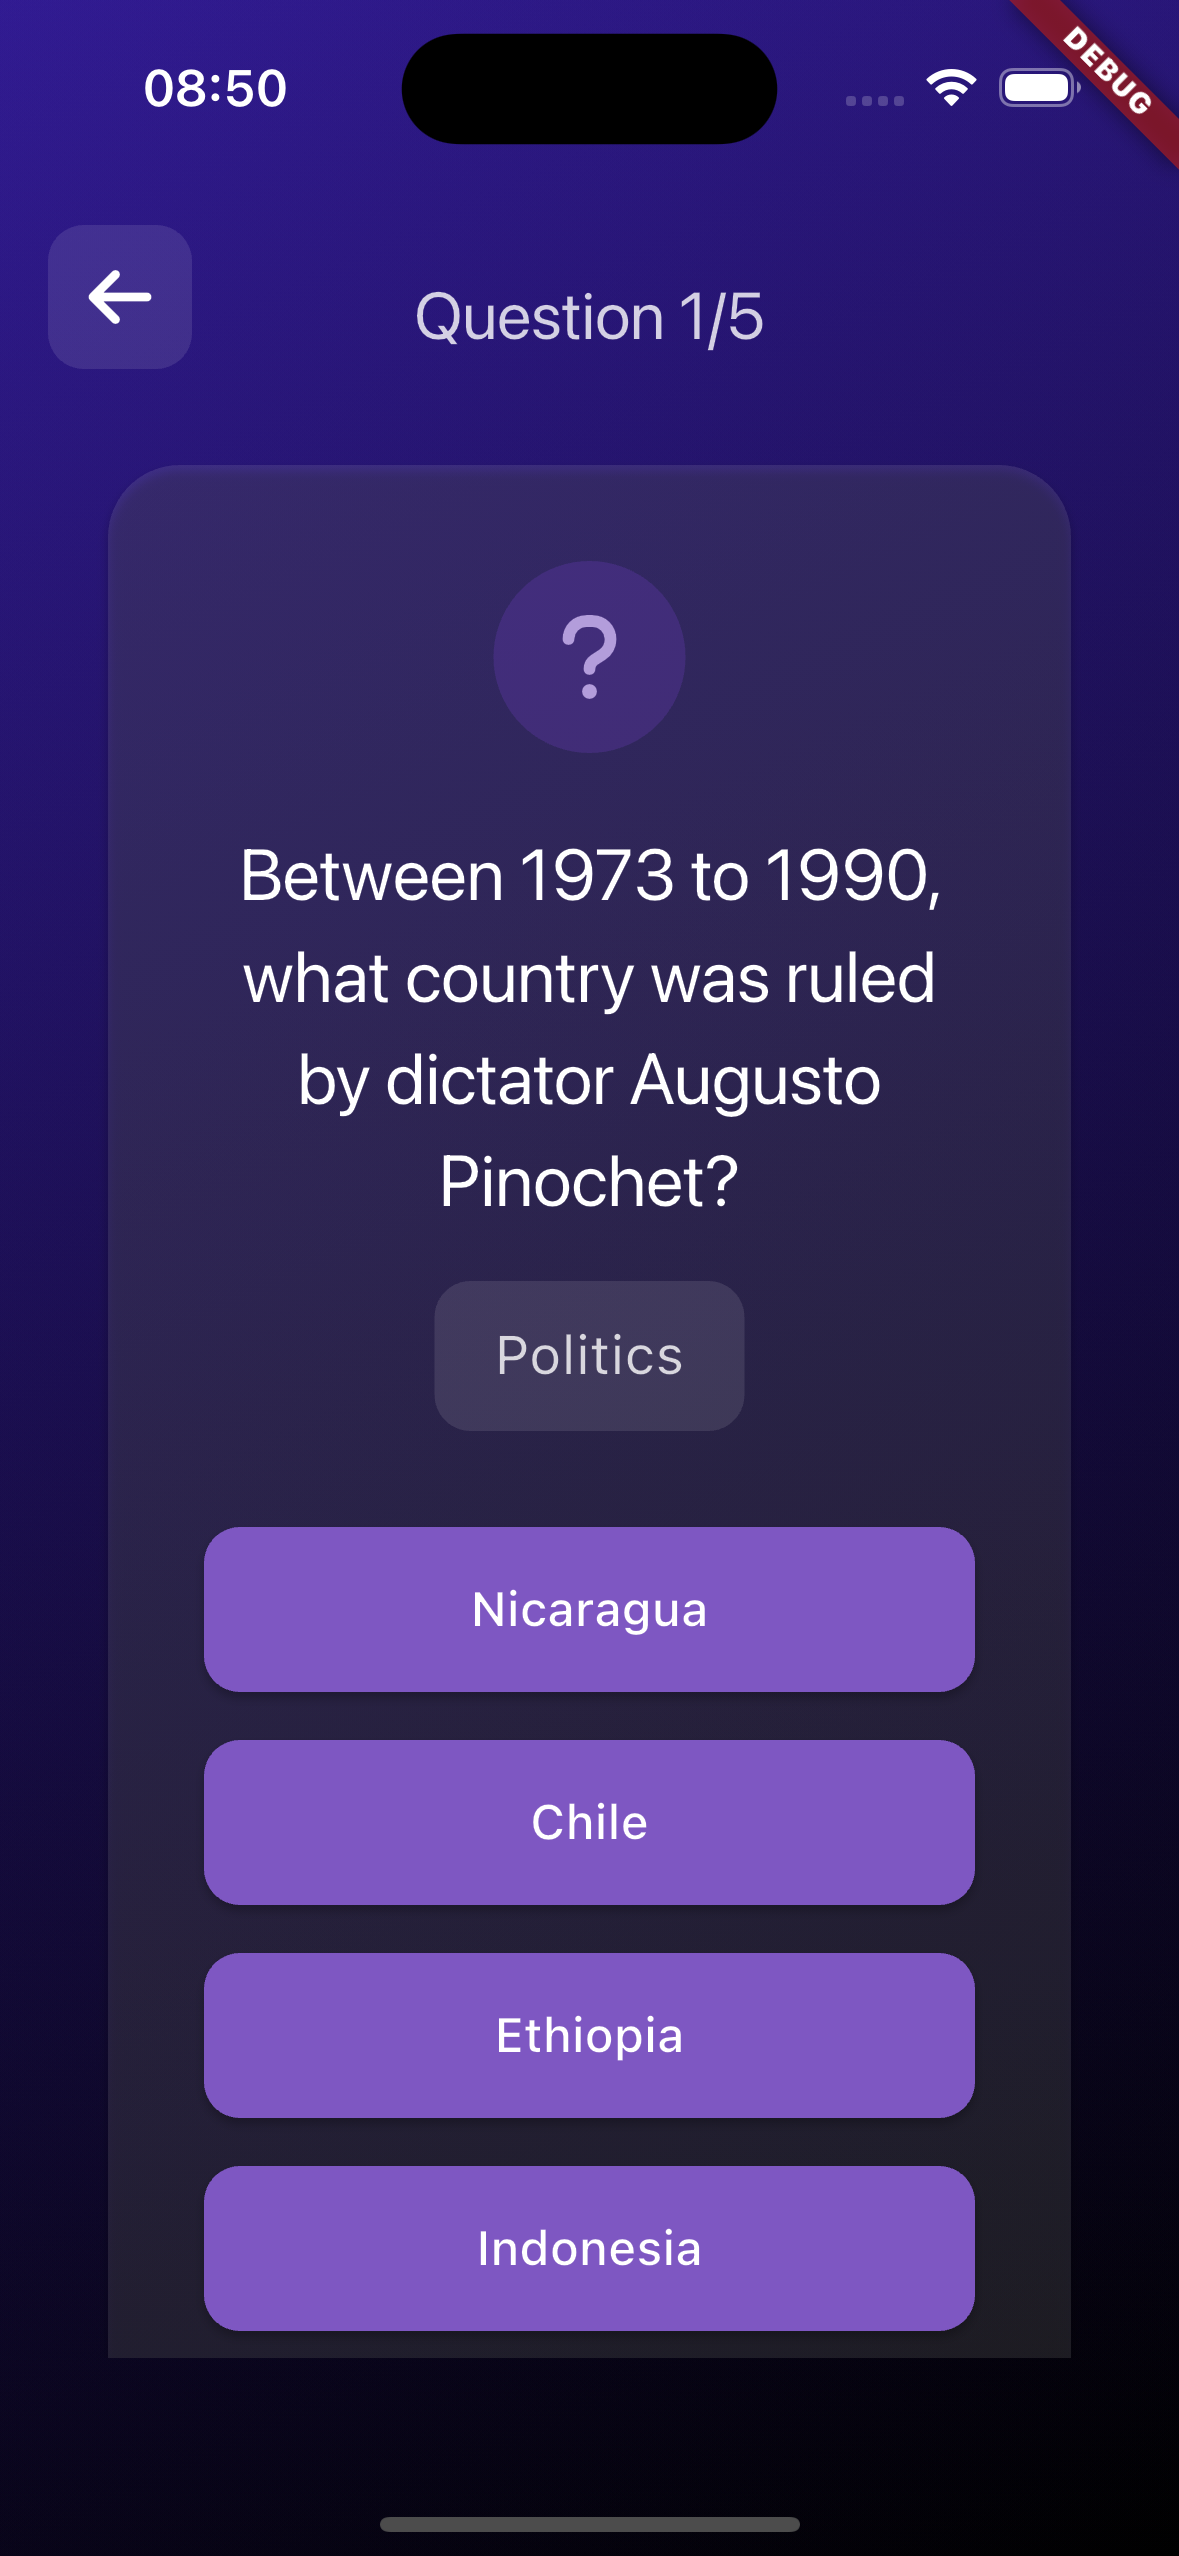 08:50
DEBUG
Question 1/5
?
Between 1973 to 1990,
what country was ruled
by dictator Augusto
Pinochet?
Politics
Nicaragua
Chile
Ethiopia
Indonesia